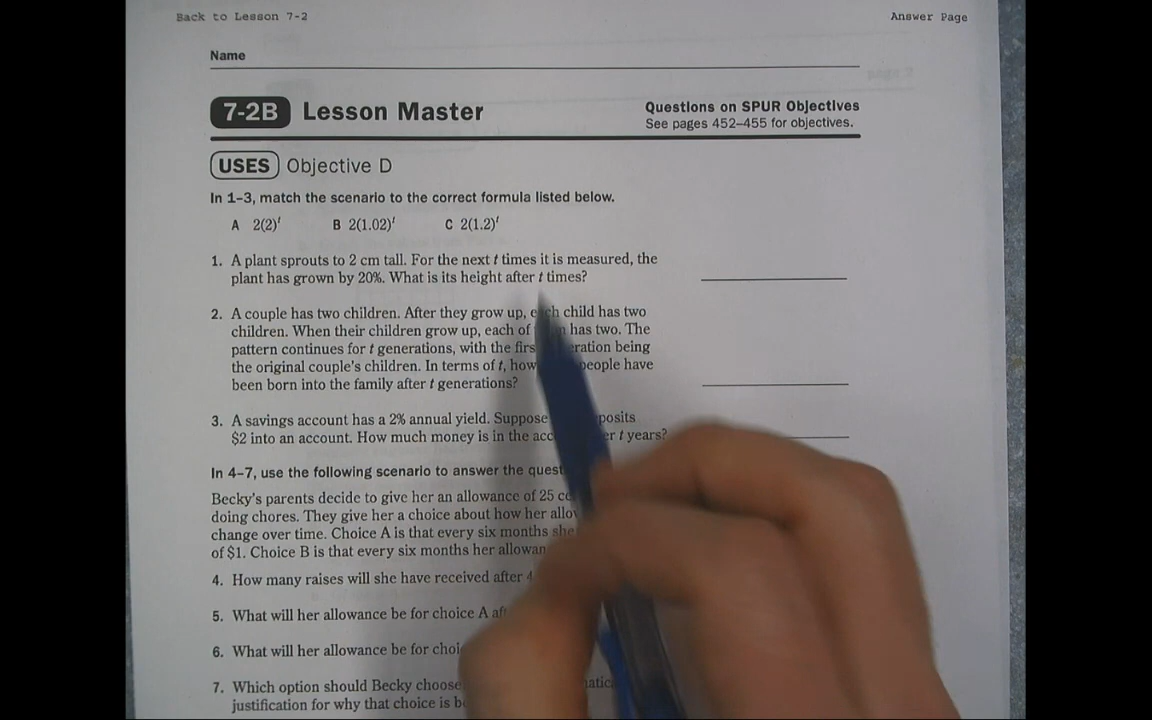 Back to Lesson 7-2
Answer Page
Name
7-2B Lesson Master
Questions on SPUR Objectives
See pages 452–455 for objectives.
USES Objective D
In 1–3, match the scenario to the correct formula listed below.
A 2(2)^t B 2(1.02)^t C 2(1.2)^t
1. A plant sprouts to 2 cm tall. For the next t times it is measured, the
plant has grown by 20%. What is its height after t times?
2. A couple has two children. After they grow up, each child has two
children. When their children grow up, each of has two. The
pattern continues for t generations, with the being
the original couple's children. In terms of t, people have
been born into the family after t generations?
3. A savings account has a 2% annual yield. Suppose
$2 into an account. How much money is in the t years?
In 4–7, use the following scenario to answer the
Becky's parents decide to give her an allowance of 25
doing chores. They give her a choice about how her
change over time. Choice A is that every six months
of $1. Choice B is that every six months her
4. How many raises will she have received after
5. What will her allowance be for choice A
6. What will her allowance be for
7. Which option should Becky choose
justification for why that choice is